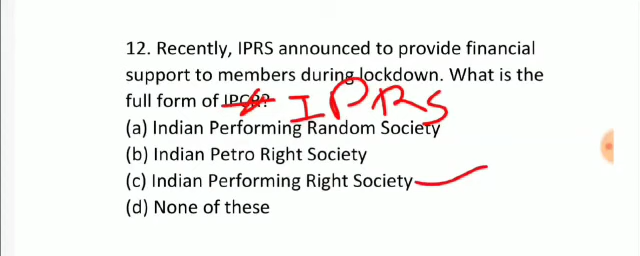 12. Recently, IPRS announced to provide financial
support to members during lockdown. What is the
full form of IPCR? IPRS
(a) Indian Performing Random Society
(b) Indian Petro Right Society
(c) Indian Performing Right Society
(d) None of these